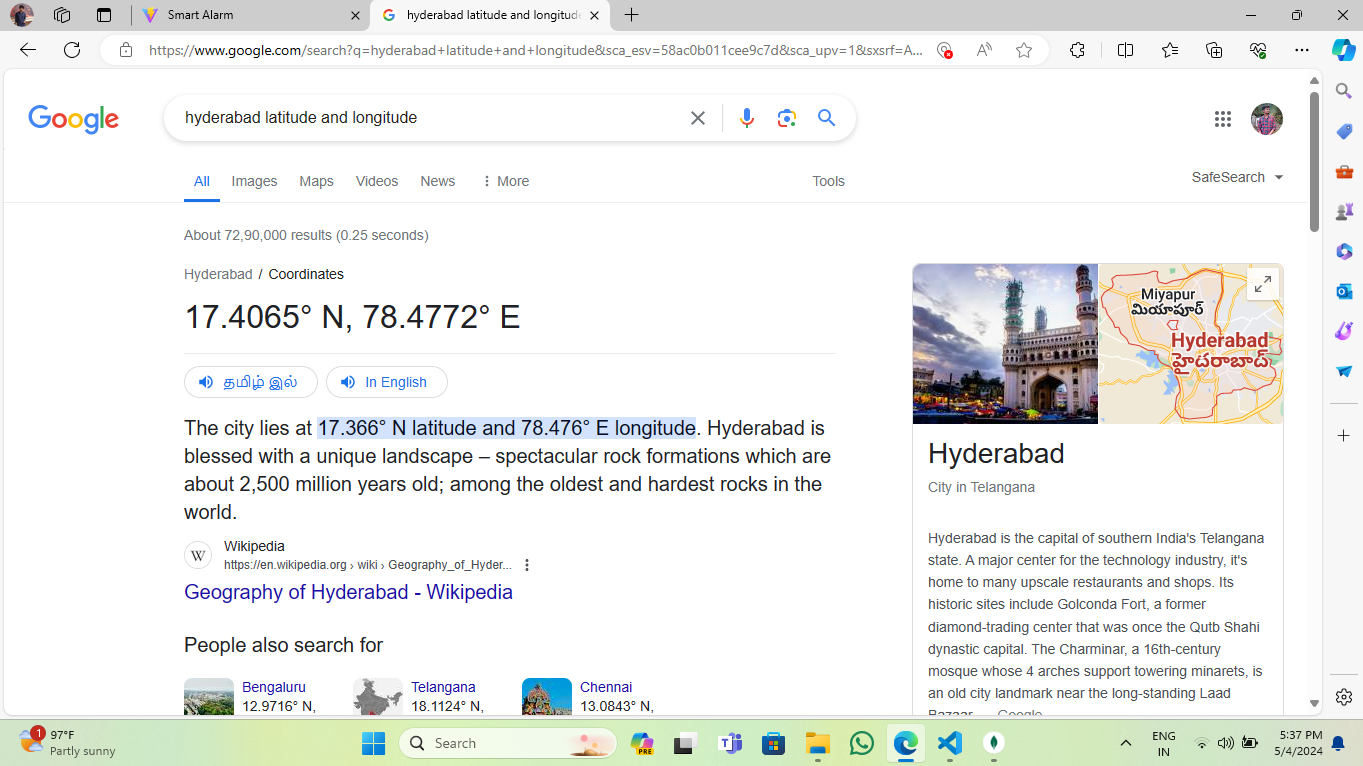 Smart Alarm
hyderabad latitude and longitude
https://www.google.com/search?q=hyderabad+latitude+and+longitude&sca_esv=58ac0b011cee9c7d&sca_upv=1&sxsrf=A...
Google
hyderabad latitude and longitude
All Images Maps Videos News More Tools
SafeSearch
About 72,90,000 results (0.25 seconds)
Hyderabad / Coordinates
17.4065° N, 78.4772° E
தமிழ் இல் In English
The city lies at 17.366° N latitude and 78.476° E longitude. Hyderabad is
blessed with a unique landscape – spectacular rock formations which are
about 2,500 million years old; among the oldest and hardest rocks in the
world.
W
Wikipedia
https://en.wikipedia.org › wiki › Geography_of_Hyder...
Geography of Hyderabad - Wikipedia
People also search for
Bengaluru
12.9716° N,
Telangana
18.1124° N,
Chennai
13.0843° N,
Miyapur
మియాపూర్
Hyderabad
హైదరాబాద్
Hyderabad
City in Telangana
Hyderabad is the capital of southern India's Telangana
state. A major center for the technology industry, it's
home to many upscale restaurants and shops. Its
historic sites include Golconda Fort, a former
diamond-trading center that was once the Qutb Shahi
dynastic capital. The Charminar, a 16th-century
mosque whose 4 arches support towering minarets, is
an old city landmark near the long-standing Laad
Bazaar. ― Google
1
97°F
Partly sunny
Search
PRE
ENG
IN
5:37 PM
5/4/2024